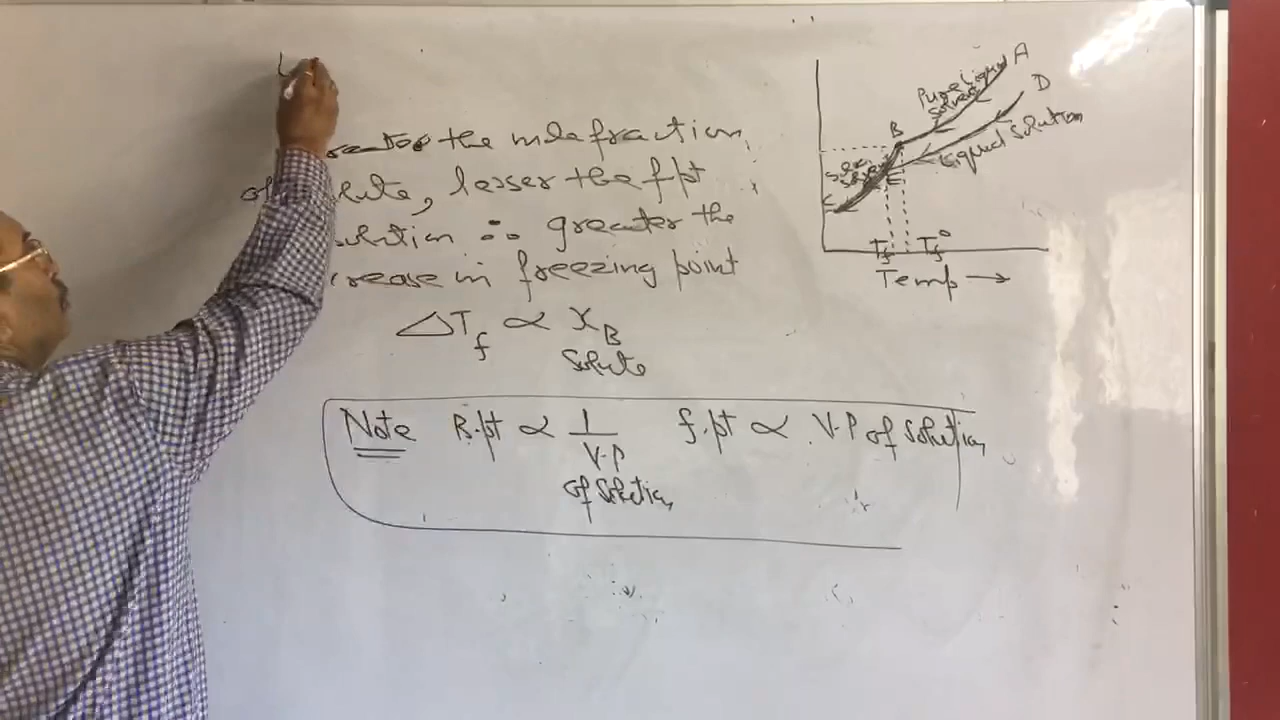 the mole fraction
lesser the f.pt
∴ greater the
in freezing point
ΔTf ∝ xB
Solute
Note B.pt ∝ 1/V.P of Solution f.pt ∝ V.P of Solution
A
Pure liquid
solvent
D
B
liquid Solution
E
C
Tf Tf°
Temp →